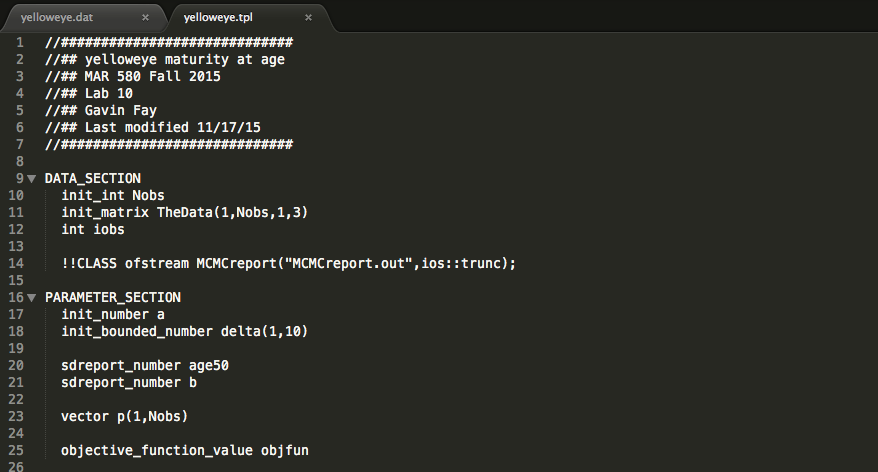 yelloweye.dat × yelloweye.tpl ×
1 //#############################
2 //## yelloweye maturity at age
3 //## MAR 580 Fall 2015
4 //## Lab 10
5 //## Gavin Fay
6 //## Last modified 11/17/15
7 //#############################
8
9 DATA_SECTION
10 init_int Nobs
11 init_matrix TheData(1,Nobs,1,3)
12 int iobs
13
14 !!CLASS ofstream MCMCreport("MCMCreport.out",ios::trunc);
15
16 PARAMETER_SECTION
17 init_number a
18 init_bounded_number delta(1,10)
19
20 sdreport_number age50
21 sdreport_number b
22
23 vector p(1,Nobs)
24
25 objective_function_value objfun
26